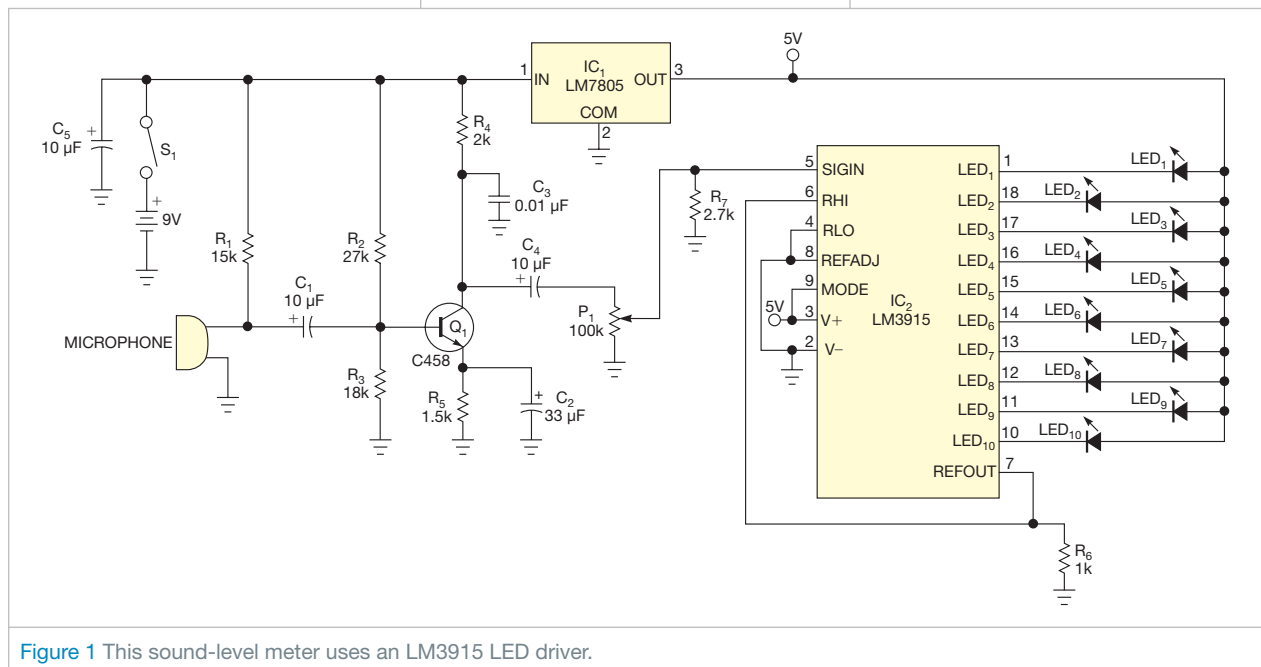 5V
1
IN
IC1
LM7805
OUT
3
COM
2
C5
10 µF
+
S1
+
9V
R4
2k
C3
0.01 µF
R1
15k
R2
27k
C1
10 µF
+
C4
10 µF
+
P1
100k
MICROPHONE
Q1
C458
R3
18k
R5
1.5k
+
C2
33 µF
R7
2.7k
5
SIGIN
6
RHI
4
RLO
8
REFADJ
9
MODE
5V
3
V+
2
V−
IC2
LM3915
LED1
1
LED1
LED2
18
LED2
LED3
17
LED3
LED4
16
LED4
LED5
15
LED5
LED6
14
LED6
LED7
13
LED7
LED8
12
LED8
LED9
11
LED9
LED10
10
LED10
REFOUT
7
R6
1k
Figure 1 This sound-level meter uses an LM3915 LED driver.